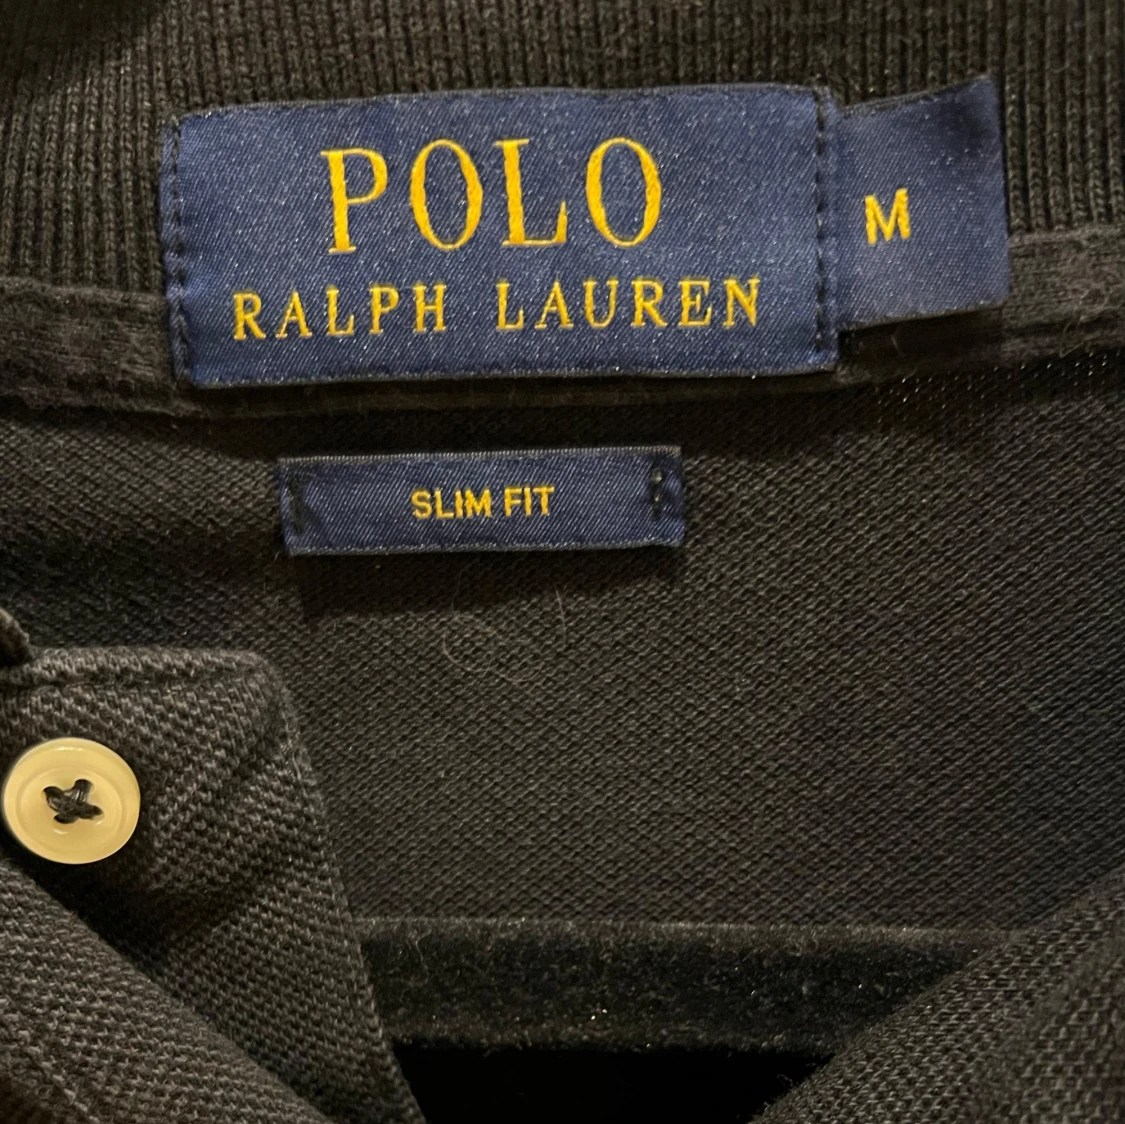 POLO
RALPH LAUREN
M
SLIM FIT